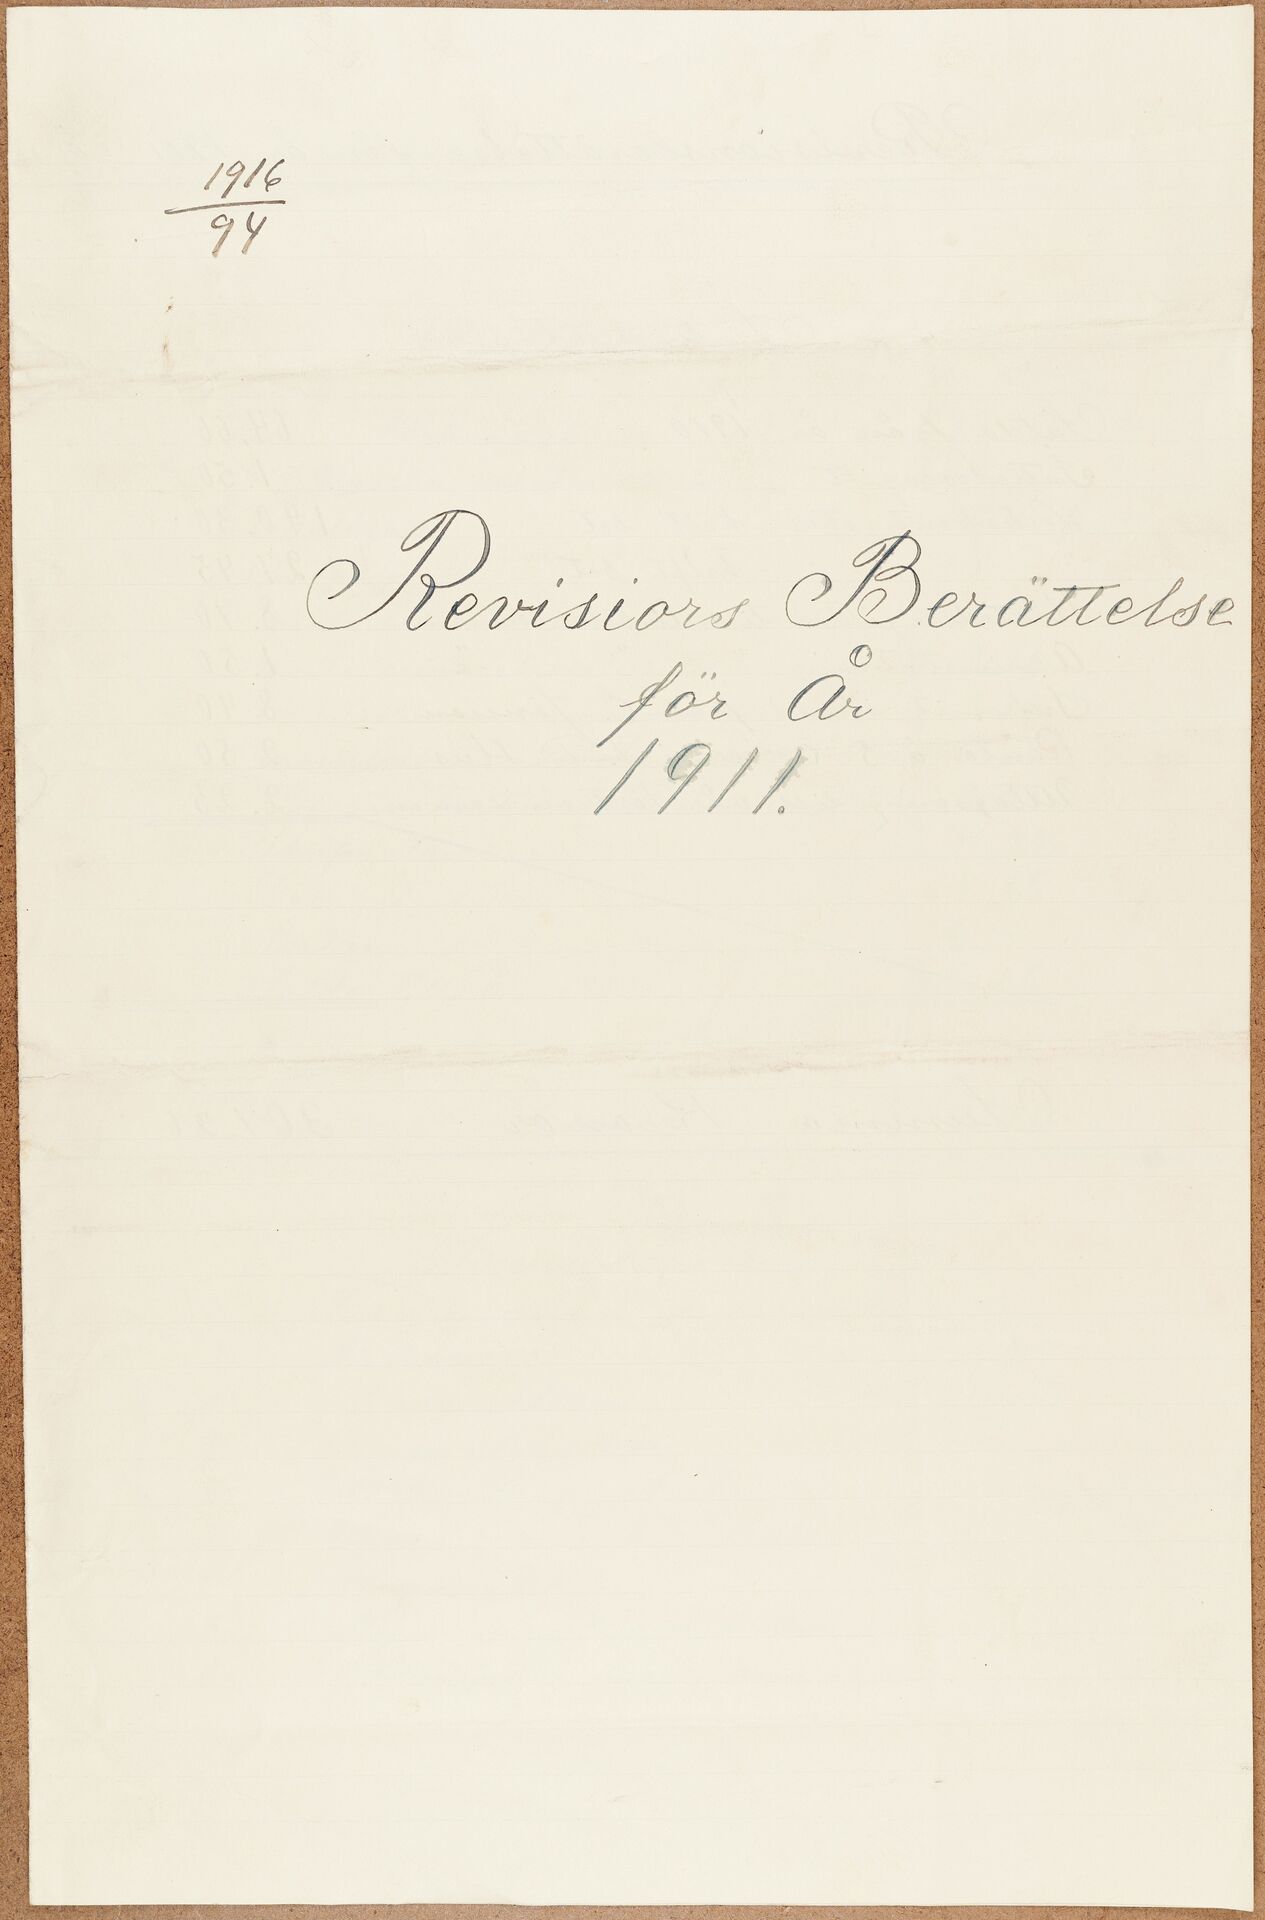 1916
94
Revisiors Berättelse
för År
1911.